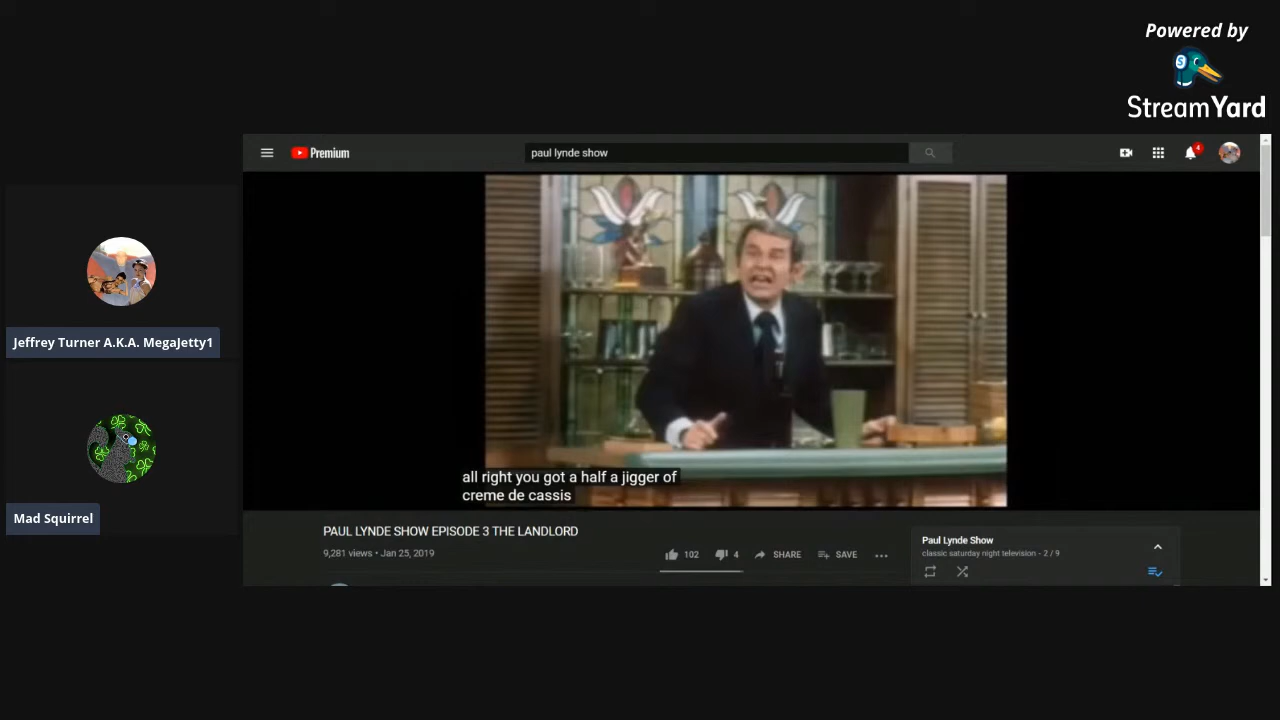 Powered by
StreamYard
Premium
paul lynde show
4
Jeffrey Turner A.K.A. MegaJetty1
Mad Squirrel
all right you got a half a jigger of
creme de cassis
PAUL LYNDE SHOW EPISODE 3 THE LANDLORD
9,281 views • Jan 25, 2019
102
4
SHARE
SAVE
Paul Lynde Show
classic saturday night television - 2 / 9